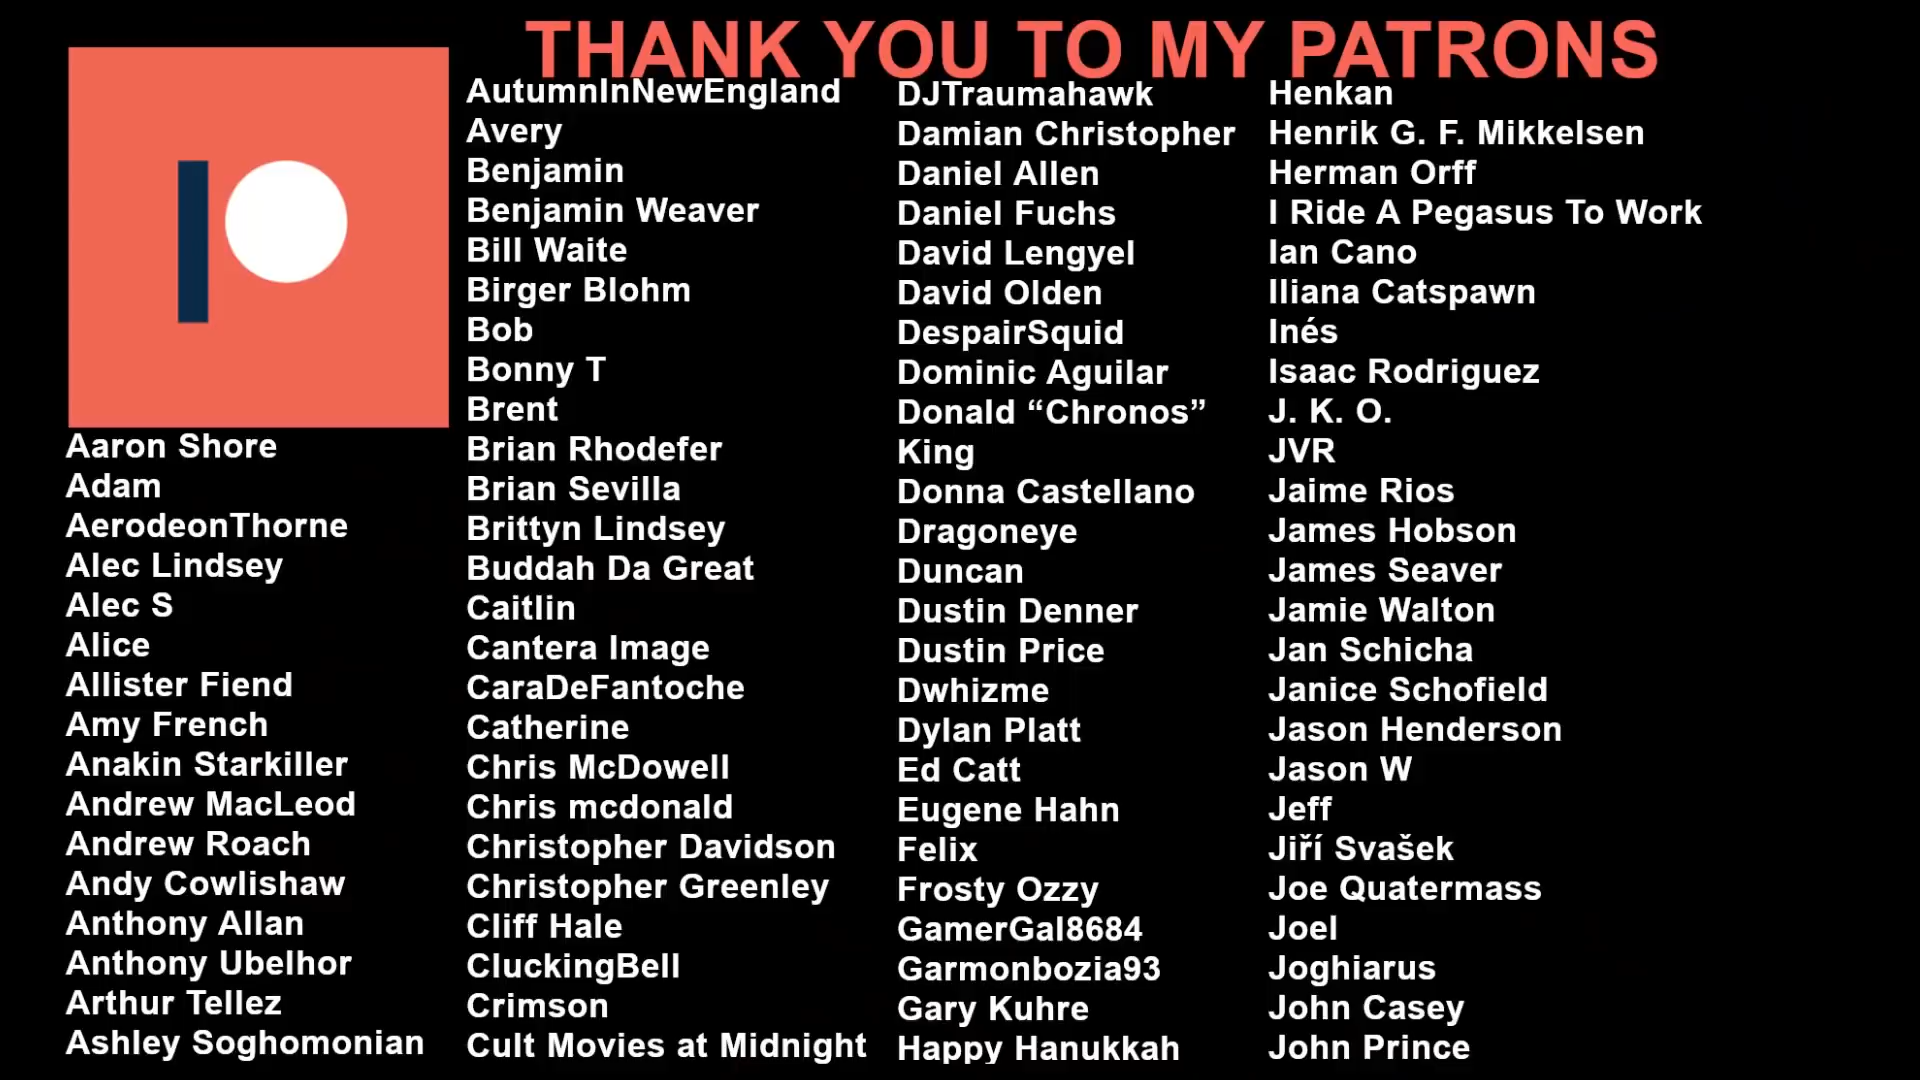 THANK YOU TO MY PATRONS
Aaron Shore
Adam
AerodeonThorne
Alec Lindsey
Alec S
Alice
Allister Fiend
Amy French
Anakin Starkiller
Andrew MacLeod
Andrew Roach
Andy Cowlishaw
Anthony Allan
Anthony Ubelhor
Arthur Tellez
Ashley Soghomonian
AutumnInNewEngland
Avery
Benjamin
Benjamin Weaver
Bill Waite
Birger Blohm
Bob
Bonny T
Brent
Brian Rhodefer
Brian Sevilla
Brittyn Lindsey
Buddah Da Great
Caitlin
Cantera Image
CaraDeFantoche
Catherine
Chris McDowell
Chris mcdonald
Christopher Davidson
Christopher Greenley
Cliff Hale
CluckingBell
Crimson
Cult Movies at Midnight
DJTraumahawk
Damian Christopher
Daniel Allen
Daniel Fuchs
David Lengyel
David Olden
DespairSquid
Dominic Aguilar
Donald “Chronos”
King
Donna Castellano
Dragoneye
Duncan
Dustin Denner
Dustin Price
Dwhizme
Dylan Platt
Ed Catt
Eugene Hahn
Felix
Frosty Ozzy
GamerGal8684
Garmonbozia93
Gary Kuhre
Happy Hanukkah
Henkan
Henrik G. F. Mikkelsen
Herman Orff
I Ride A Pegasus To Work
Ian Cano
Iliana Catspawn
Inés
Isaac Rodriguez
J. K. O.
JVR
Jaime Rios
James Hobson
James Seaver
Jamie Walton
Jan Schicha
Janice Schofield
Jason Henderson
Jason W
Jeff
Jiří Svašek
Joe Quatermass
Joel
Joghiarus
John Casey
John Prince